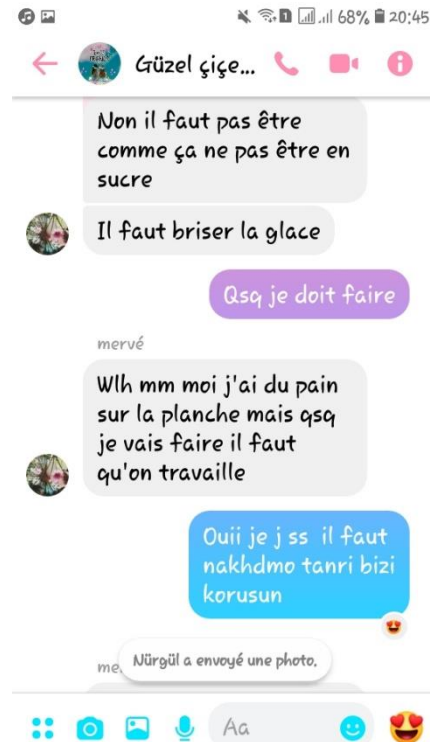 68% 20:45
Güzel çiçe...
Non il faut pas être
comme ça ne pas être en
sucre
Il faut briser la glace
Qsq je doit faire
mervé
Wlh mm moi j'ai du pain
sur la planche mais qsq
je vais faire il faut
qu'on travaille
Ouii je j ss il faut
nakhdmo tanri bizi
korusun
Nürgül a envoyé une photo.
Aa